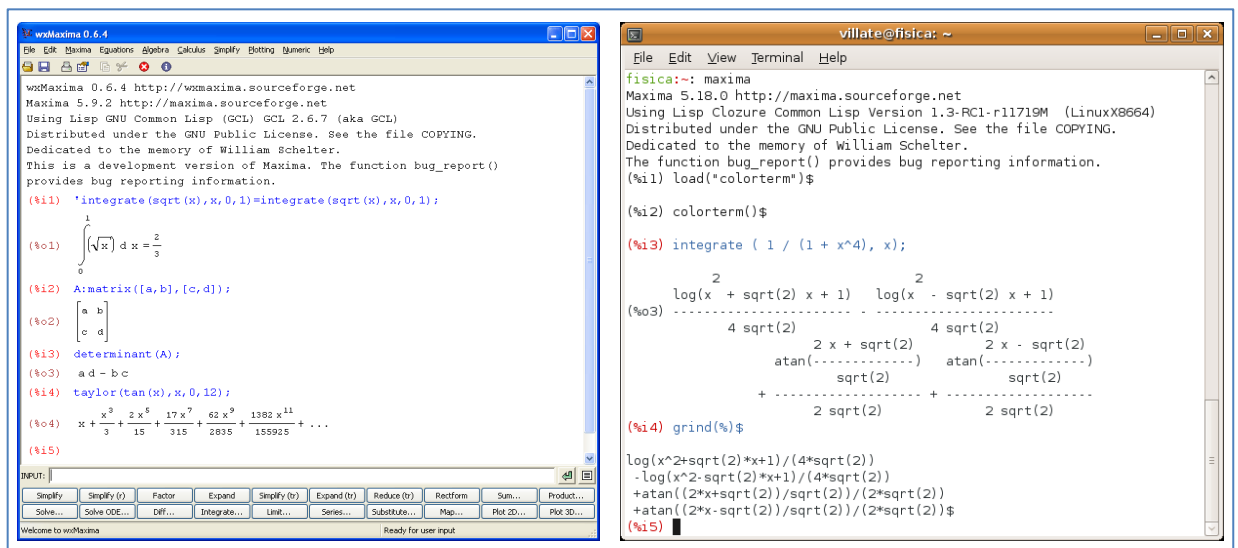 wxMaxima 0.6.4
File Edit Maxima Equations Algebra Calculus Simplify Plotting Numeric Help
wxMaxima 0.6.4 http://wxmaxima.sourceforge.net
Maxima 5.9.2 http://maxima.sourceforge.net
Using Lisp GNU Common Lisp (GCL) GCL 2.6.7 (aka GCL)
Distributed under the GNU Public License. See the file COPYING.
Dedicated to the memory of William Schelter.
This is a development version of Maxima. The function bug_report()
provides bug reporting information.
(%i1) 'integrate(sqrt(x),x,0,1)=integrate(sqrt(x),x,0,1);
1
(%o1) ∫(√x) d x = 2/3
0
(%i2) A:matrix([a,b],[c,d]);
(%o2) [a b
c d]
(%i3) determinant(A);
(%o3) a d - b c
(%i4) taylor(tan(x),x,0,12);
(%o4) x + x^3/3 + 2 x^5/15 + 17 x^7/315 + 62 x^9/2835 + 1382 x^11/155925 + ...
(%i5)
INPUT:
Simplify Simplify (r) Factor Expand Simplify (tr) Expand (tr) Reduce (tr) Rectform Sum... Product...
Solve... Solve ODE... Diff... Integrate... Limit... Series... Substitute... Map... Plot 2D... Plot 3D...
Welcome to wxMaxima Ready for user input
villate@fisica: ~
File Edit View Terminal Help
fisica:~: maxima
Maxima 5.18.0 http://maxima.sourceforge.net
Using Lisp Clozure Common Lisp Version 1.3-RC1-r11719M (LinuxX8664)
Distributed under the GNU Public License. See the file COPYING.
Dedicated to the memory of William Schelter.
The function bug_report() provides bug reporting information.
(%i1) load("colorterm")$
(%i2) colorterm()$
(%i3) integrate ( 1 / (1 + x^4), x);
2 2
log(x + sqrt(2) x + 1) log(x - sqrt(2) x + 1)
(%o3) ----------------------- - -----------------------
4 sqrt(2) 4 sqrt(2)
2 x + sqrt(2) 2 x - sqrt(2)
atan(-------------) atan(-------------)
sqrt(2) sqrt(2)
+ ------------------- + -------------------
2 sqrt(2) 2 sqrt(2)
(%i4) grind(%)$
log(x^2+sqrt(2)*x+1)/(4*sqrt(2))
-log(x^2-sqrt(2)*x+1)/(4*sqrt(2))
+atan((2*x+sqrt(2))/sqrt(2))/(2*sqrt(2))
+atan((2*x-sqrt(2))/sqrt(2))/(2*sqrt(2))$
(%i5)